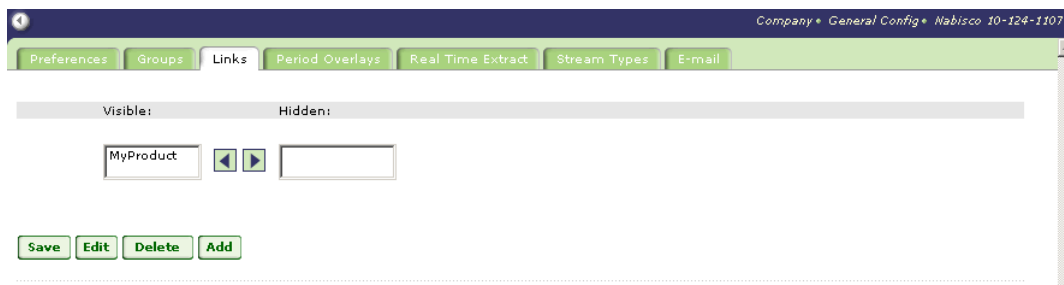 Company • General Config • Nabisco 10-124-1107
Preferences Groups Links Period Overlays Real Time Extract Stream Types E-mail
Visible: Hidden:
MyProduct
Save Edit Delete Add